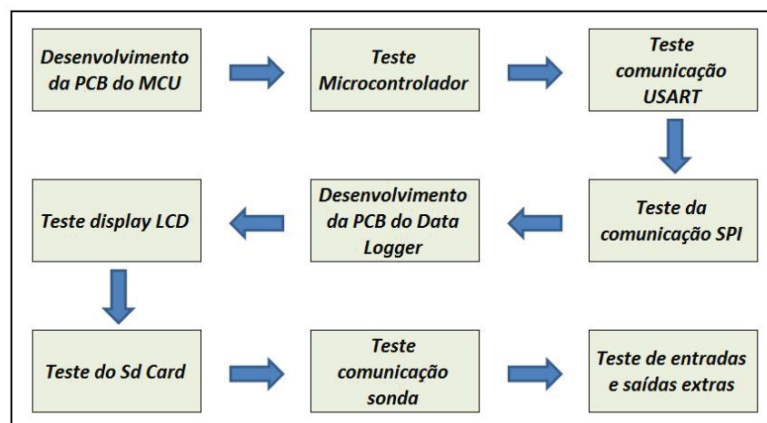 Desenvolvimento
da PCB do MCU
Teste
Microcontrolador
Teste
comunicação
USART
Teste da
comunicação SPI
Desenvolvimento
da PCB do Data
Logger
Teste display LCD
Teste do Sd Card
Teste
comunicação
sonda
Teste de entradas
e saídas extras